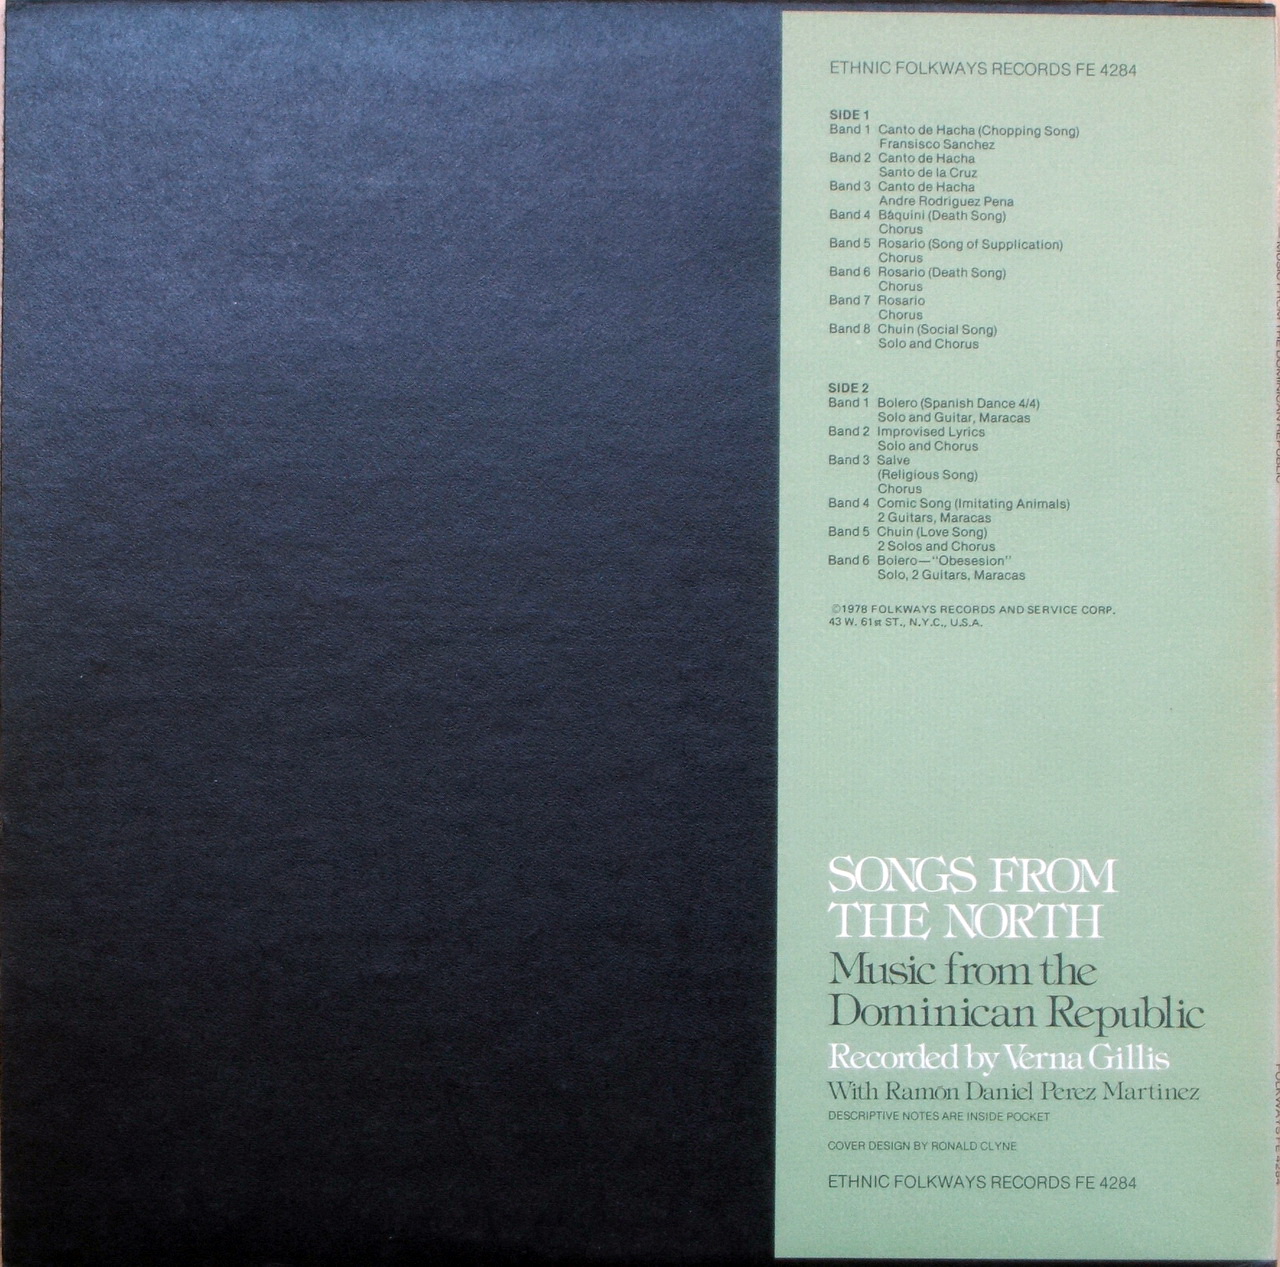 ETHNIC FOLKWAYS RECORDS FE 4284
SIDE 1
Band 1 Canto de Hacha (Chopping Song)
Fransisco Sanchez
Band 2 Canto de Hacha
Santo de la Cruz
Band 3 Canto de Hacha
Andre Rodriguez Pena
Band 4 Báquini (Death Song)
Chorus
Band 5 Rosario (Song of Supplication)
Chorus
Band 6 Rosario (Death Song)
Chorus
Band 7 Rosario
Chorus
Band 8 Chuin (Social Song)
Solo and Chorus
SIDE 2
Band 1 Bolero (Spanish Dance 4/4)
Solo and Guitar, Maracas
Band 2 Improvised Lyrics
Solo and Chorus
Band 3 Salve
(Religious Song)
Chorus
Band 4 Comic Song (Imitating Animals)
2 Guitars, Maracas
Band 5 Chuin (Love Song)
2 Solos and Chorus
Band 6 Bolero—"Obesesion"
Solo, 2 Guitars, Maracas
©1978 FOLKWAYS RECORDS AND SERVICE CORP.
43 W. 61st ST., N.Y.C., U.S.A.
SONGS FROM
THE NORTH
Music from the
Dominican Republic
Recorded by Verna Gillis
With Ramón Daniel Perez Martinez
DESCRIPTIVE NOTES ARE INSIDE POCKET
COVER DESIGN BY RONALD CLYNE
ETHNIC FOLKWAYS RECORDS FE 4284